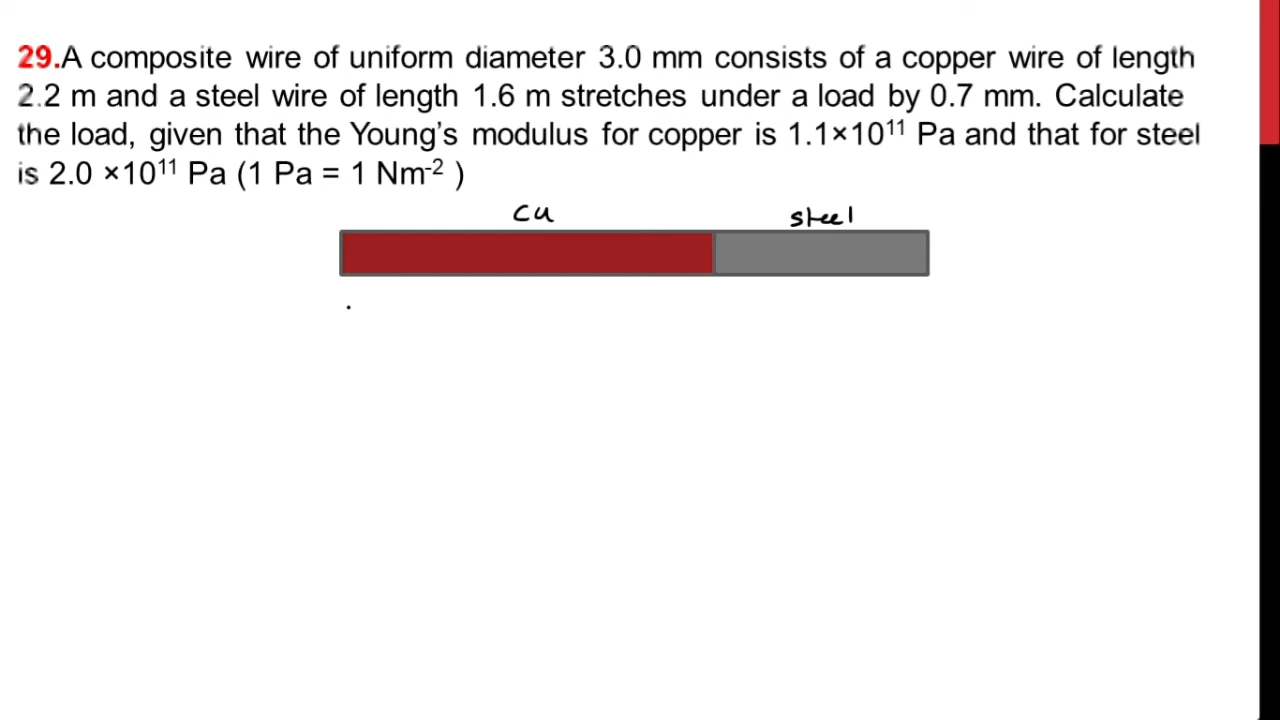 29.A composite wire of uniform diameter 3.0 mm consists of a copper wire of length
2.2 m and a steel wire of length 1.6 m stretches under a load by 0.7 mm. Calculate
the load, given that the Young’s modulus for copper is 1.1×10¹¹ Pa and that for steel
is 2.0 ×10¹¹ Pa (1 Pa = 1 Nm⁻² )
cu steel